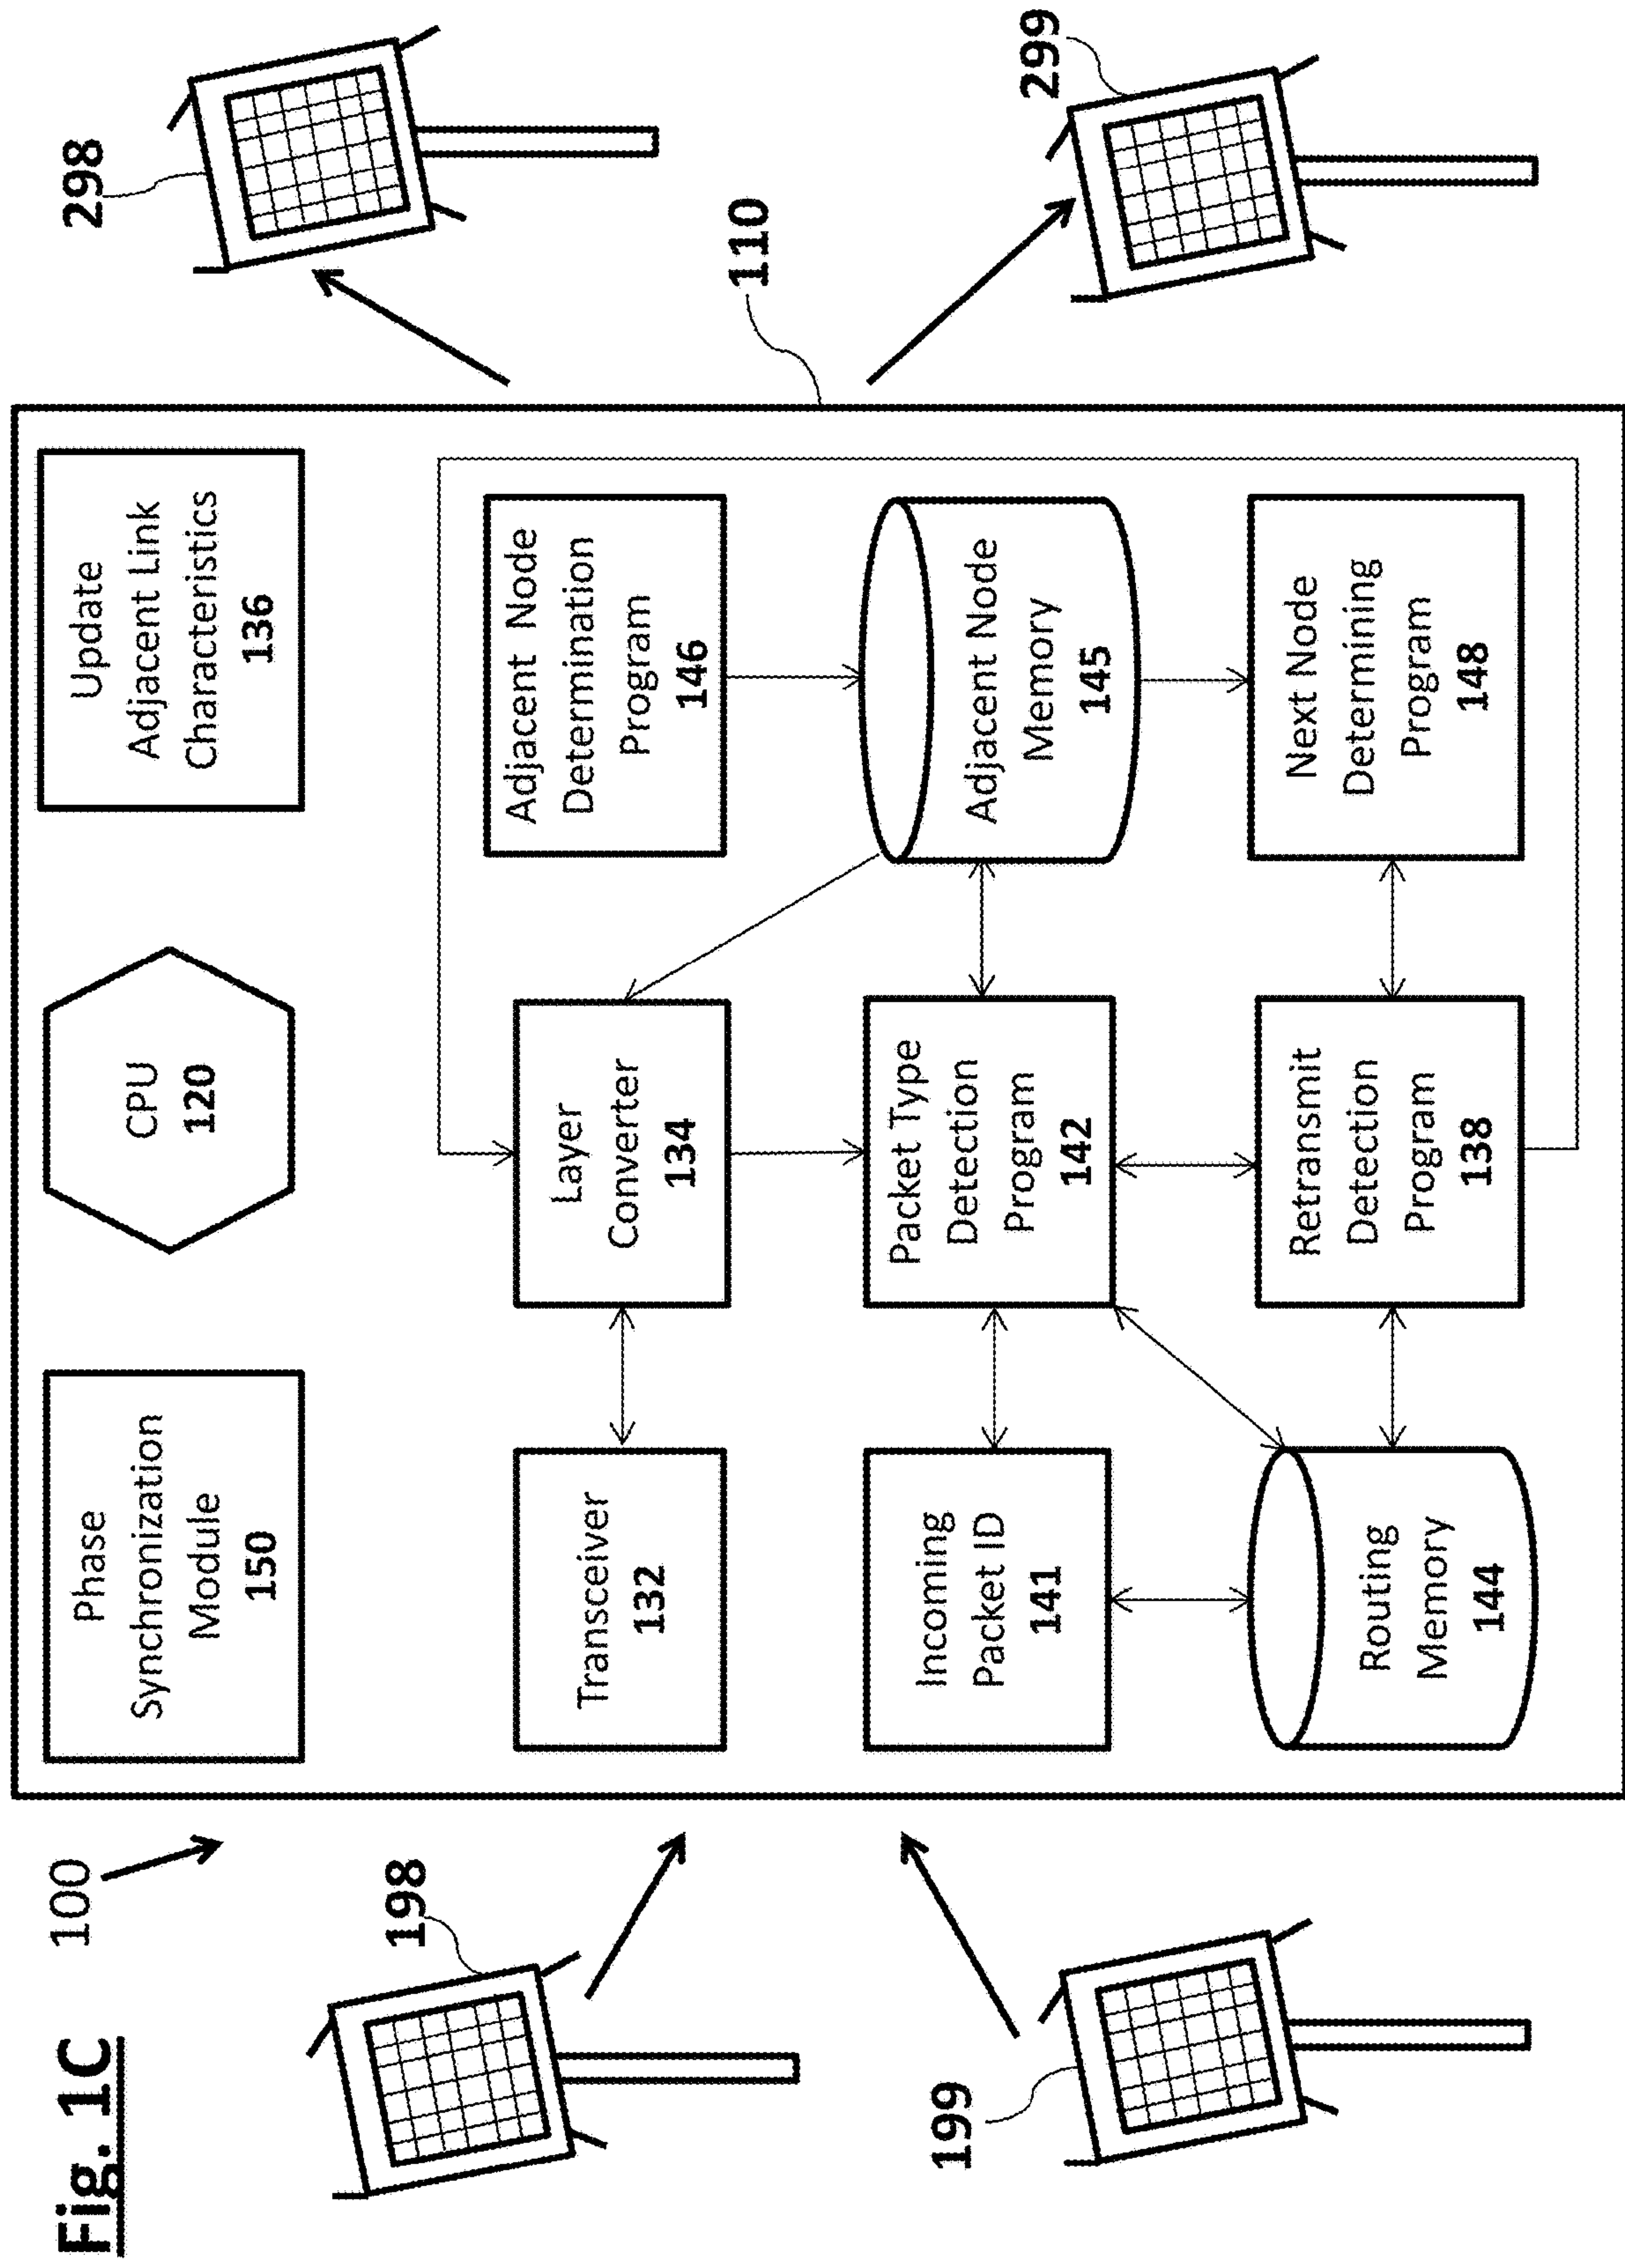 Fig. 1C
100
198
199
298
299
110
Phase
Synchronization
Module
150
CPU
120
Update
Adjacent Link
Characteristics
136
Transceiver
132
Layer
Converter
134
Adjacent Node
Determination
Program
146
Incoming
Packet ID
141
Packet Type
Detection
Program
142
Adjacent Node
Memory
145
Routing
Memory
144
Retransmit
Detection
Program
138
Next Node
Determining
Program
148